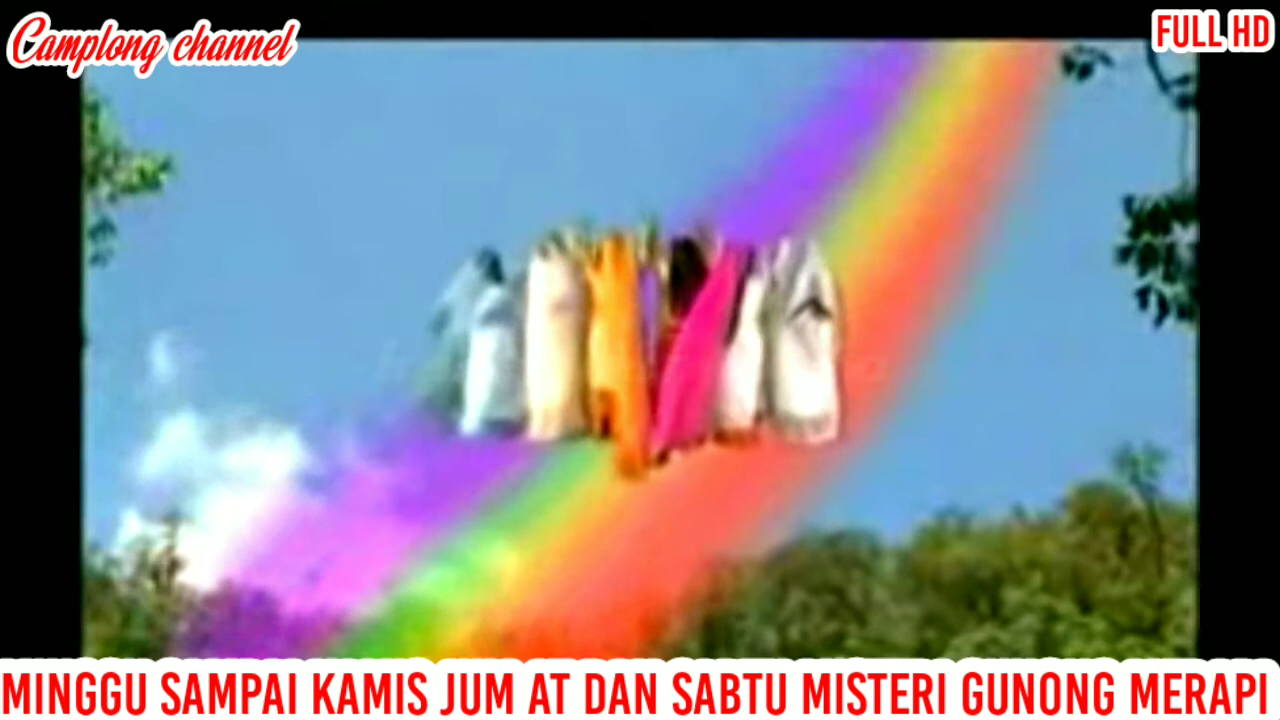 Camplong channel
FULL HD
MINGGU SAMPAI KAMIS JUM AT DAN SABTU MISTERI GUNONG MERAPI